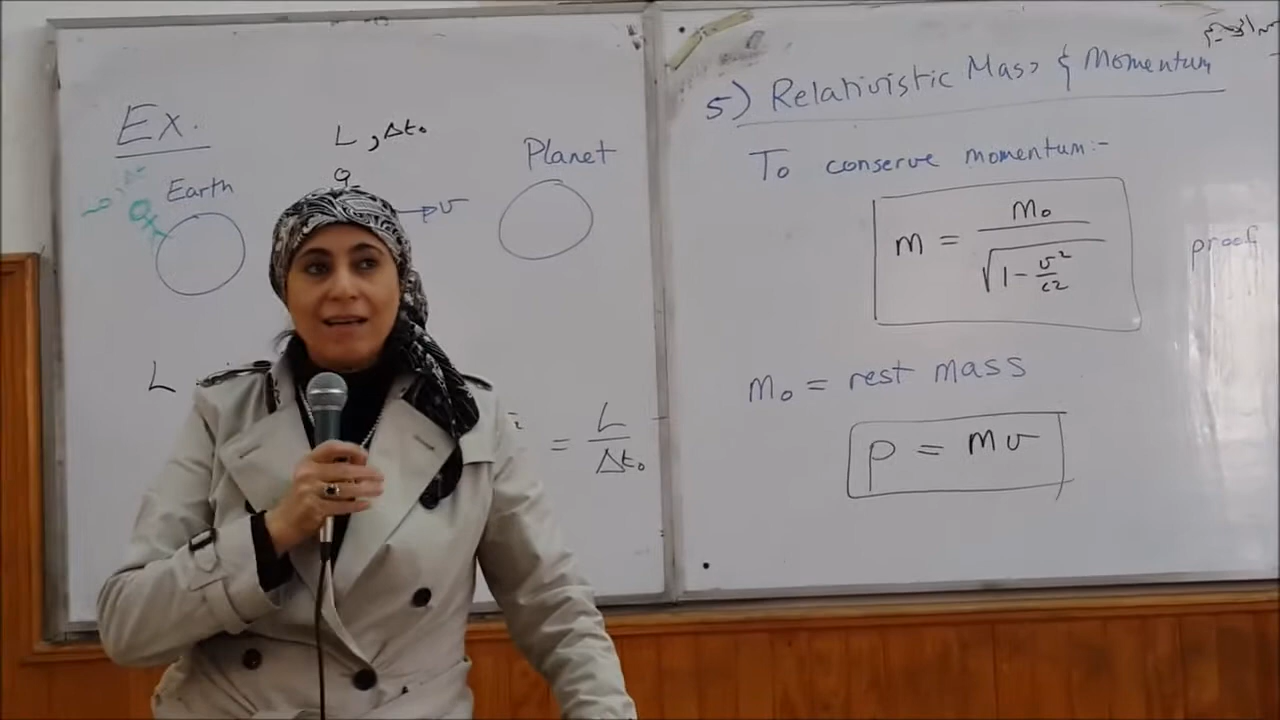 Ex.
L , Δt₀
Planet
Earth
v
L
= L / Δt₀
5) Relativistic Mass & Momentum
To conserve momentum:-
m = m₀ / √(1 - v²/c²)
proof
m₀ = rest mass
p = mv